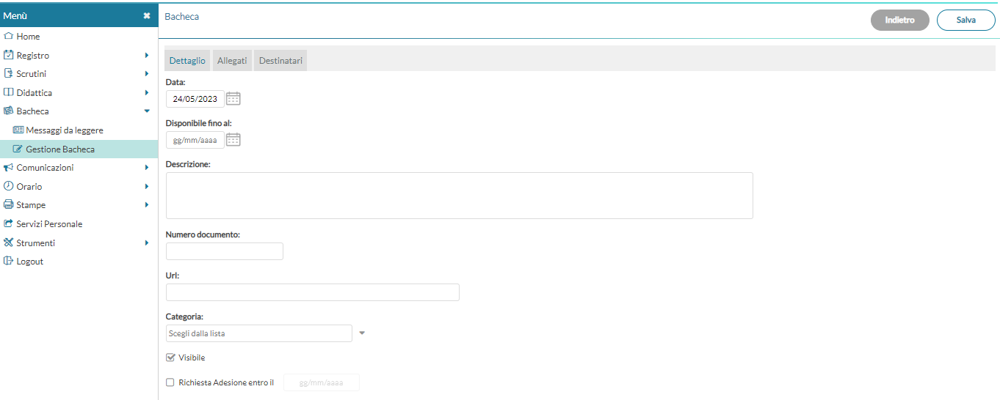 Menù
Home
Registro
Scrutini
Didattica
Bacheca
Messaggi da leggere
Gestione Bacheca
Comunicazioni
Orario
Stampe
Servizi Personale
Strumenti
Logout
Bacheca
Indietro
Salva
Dettaglio Allegati Destinatari
Data:
24/05/2023
Disponibile fino al:
gg/mm/aaaa
Descrizione:
Numero documento:
Url:
Categoria:
Scegli dalla lista
Visibile
Richiesta Adesione entro il gg/mm/aaaa